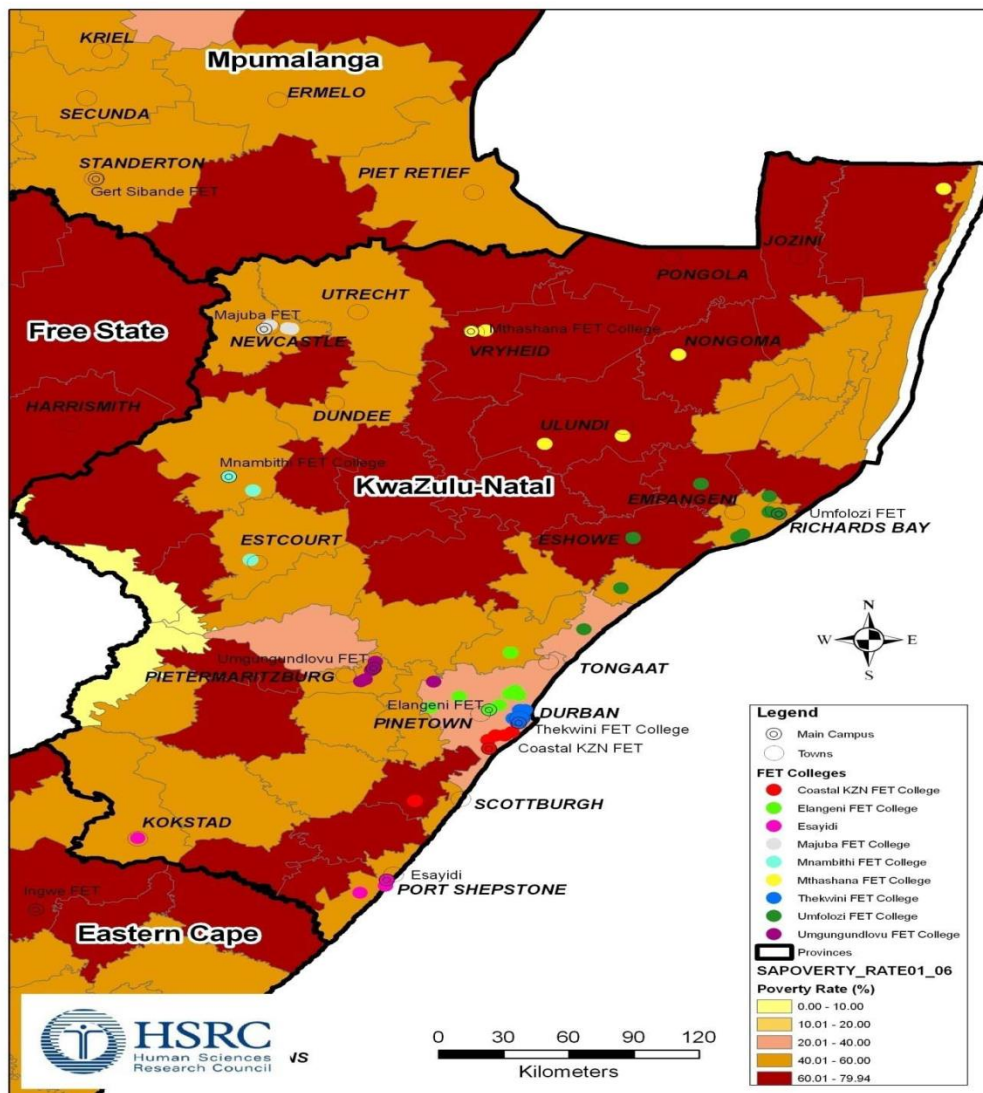 KRIEL
Mpumalanga
ERMELO
SECUNDA
STANDERTON
Gert Sibande FET
PIET RETIEF
JOZINI
PONGOLA
UTRECHT
Majuba FET
NEWCASTLE
Mthashana FET College
VRYHEID
NONGOMA
Free State
HARRISMITH
DUNDEE
ULUNDI
Mnambithi FET College
KwaZulu-Natal
EMPANGENI
Umfolozi FET
RICHARDS BAY
ESTCOURT
ESHOWE
N
W
E
S
Umgungundlovu FET
PIETERMARITZBURG
TONGAAT
Elangeni FET
PINETOWN
DURBAN
Thekwini FET College
Coastal KZN FET
SCOTTBURGH
KOKSTAD
Esayidi
PORT SHEPSTONE
Ingwe FET
Eastern Cape
Legend
Main Campus
Towns
FET Colleges
Coastal KZN FET College
Elangeni FET College
Esayidi
Majuba FET College
Mnambithi FET College
Mthashana FET College
Thekwini FET College
Umfolozi FET College
Umgungundlovu FET College
Provinces
SAPOVERTY_RATE01_06
Poverty Rate (%)
0.00 - 10.00
10.01 - 20.00
20.01 - 40.00
40.01 - 60.00
60.01 - 79.94
HSRC
Human Sciences
Research Council
0 30 60 90 120
Kilometers